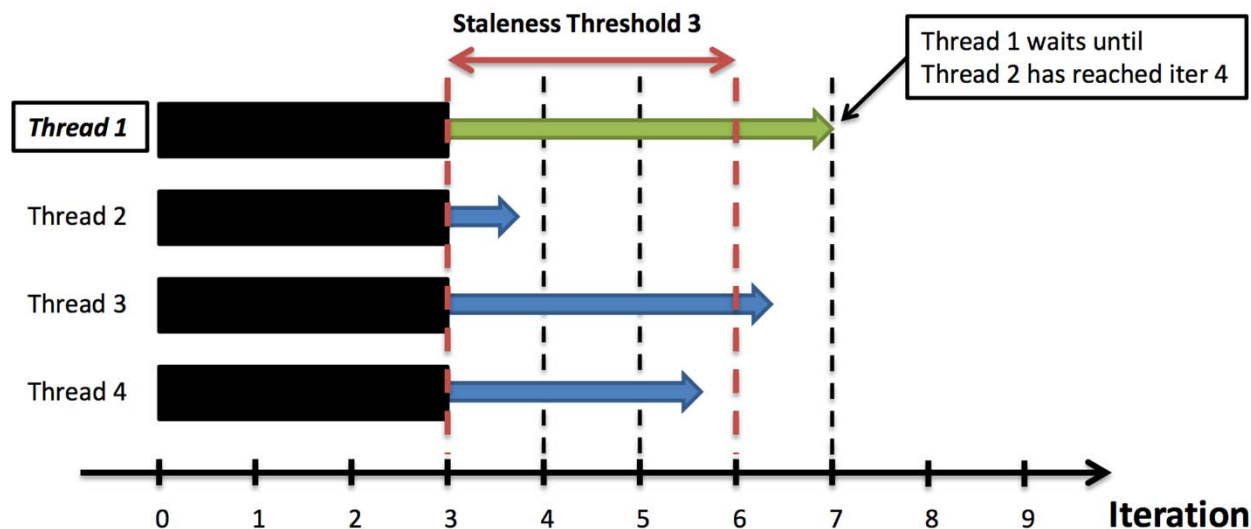 Staleness Threshold 3
Thread 1 waits until
Thread 2 has reached iter 4
Thread 1
Thread 2
Thread 3
Thread 4
0 1 2 3 4 5 6 7 8 9 Iteration